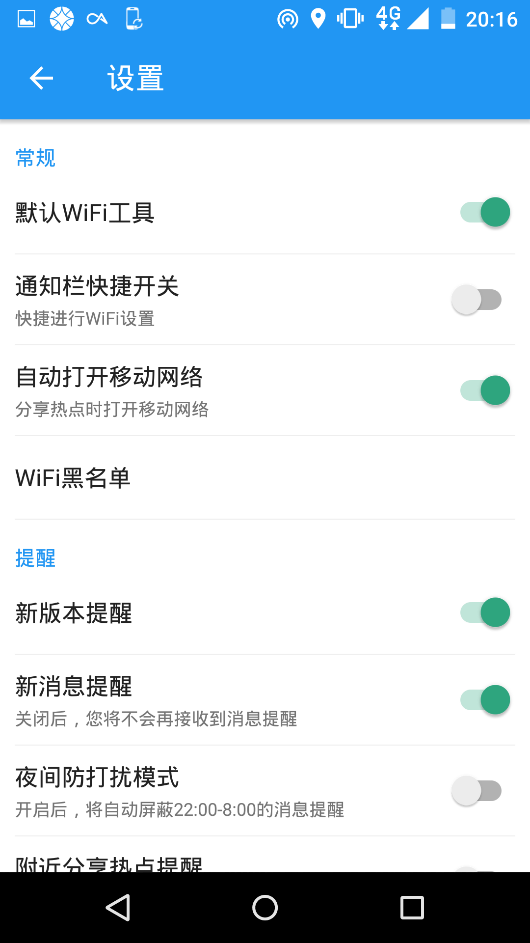 4G 20:16
设置
常规
默认WiFi工具
通知栏快捷开关
快捷进行WiFi设置
自动打开移动网络
分享热点时打开移动网络
WiFi黑名单
提醒
新版本提醒
新消息提醒
关闭后，您将不会再接收到消息提醒
夜间防打扰模式
开启后，将自动屏蔽22:00-8:00的消息提醒
附近分享热点提醒